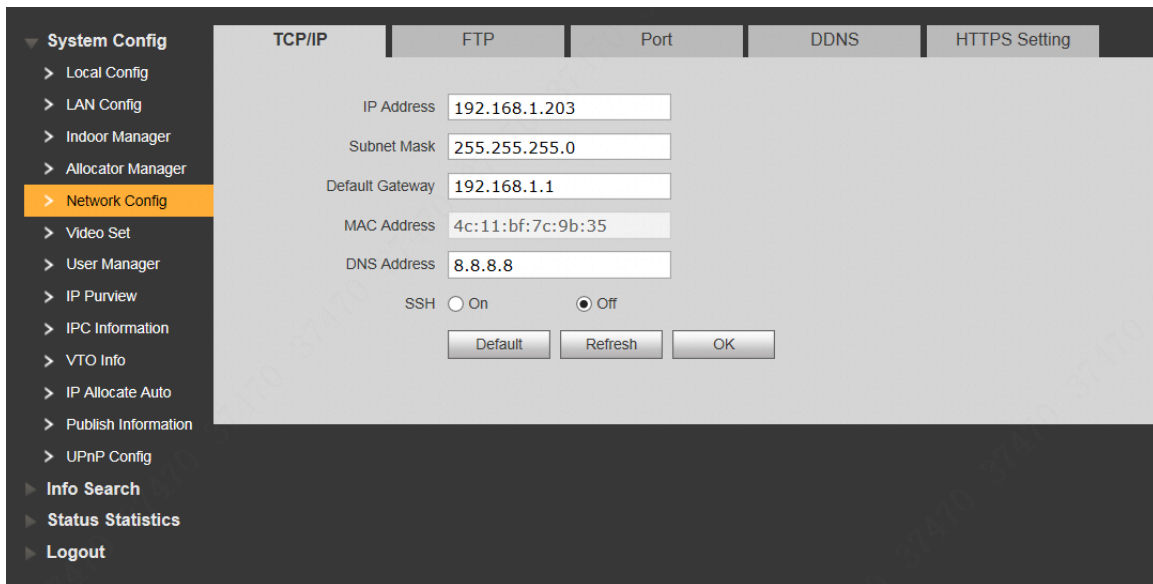 System Config
Local Config
LAN Config
Indoor Manager
Allocator Manager
Network Config
Video Set
User Manager
IP Purview
IPC Information
VTO Info
IP Allocate Auto
Publish Information
UPnP Config
Info Search
Status Statistics
Logout
TCP/IP FTP Port DDNS HTTPS Setting
IP Address 192.168.1.203
Subnet Mask 255.255.255.0
Default Gateway 192.168.1.1
MAC Address 4c:11:bf:7c:9b:35
DNS Address 8.8.8.8
SSH On Off
Default Refresh OK
37470 37470
37470 37470